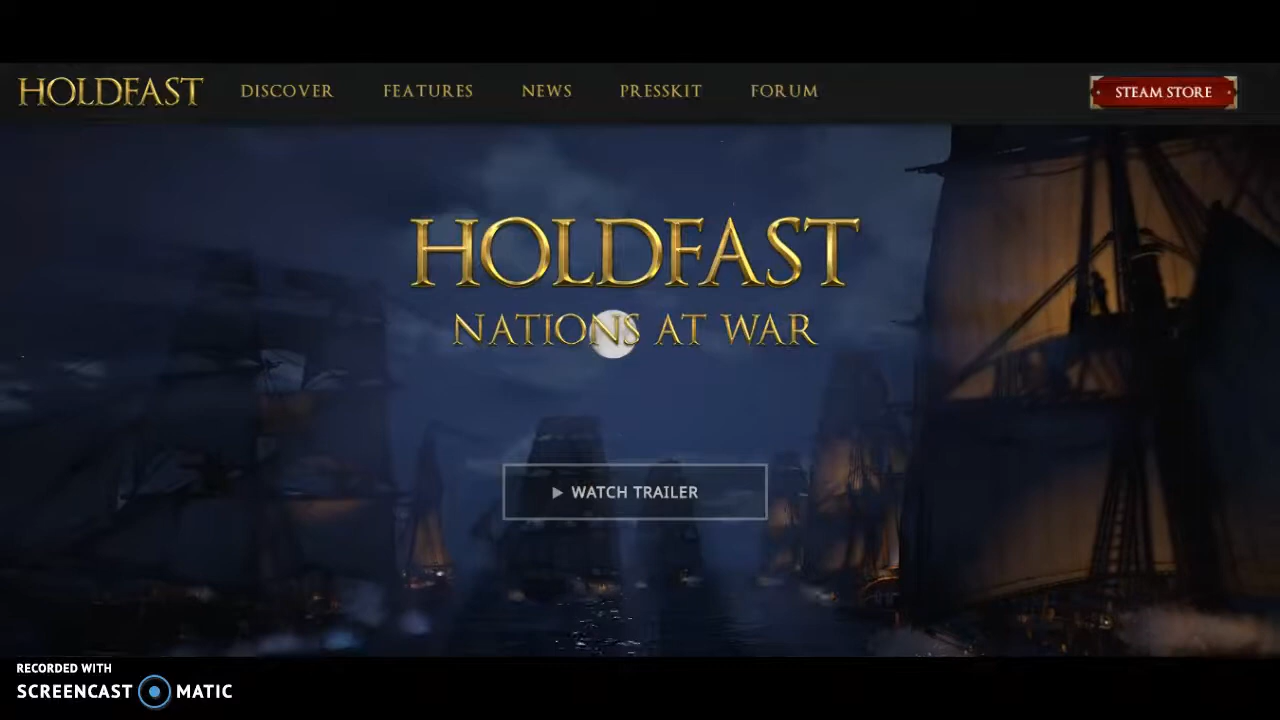 HOLDFAST DISCOVER FEATURES NEWS PRESSKIT FORUM STEAM STORE
HOLDFAST
NATIONS AT WAR
WATCH TRAILER
RECORDED WITH
SCREENCAST MATIC